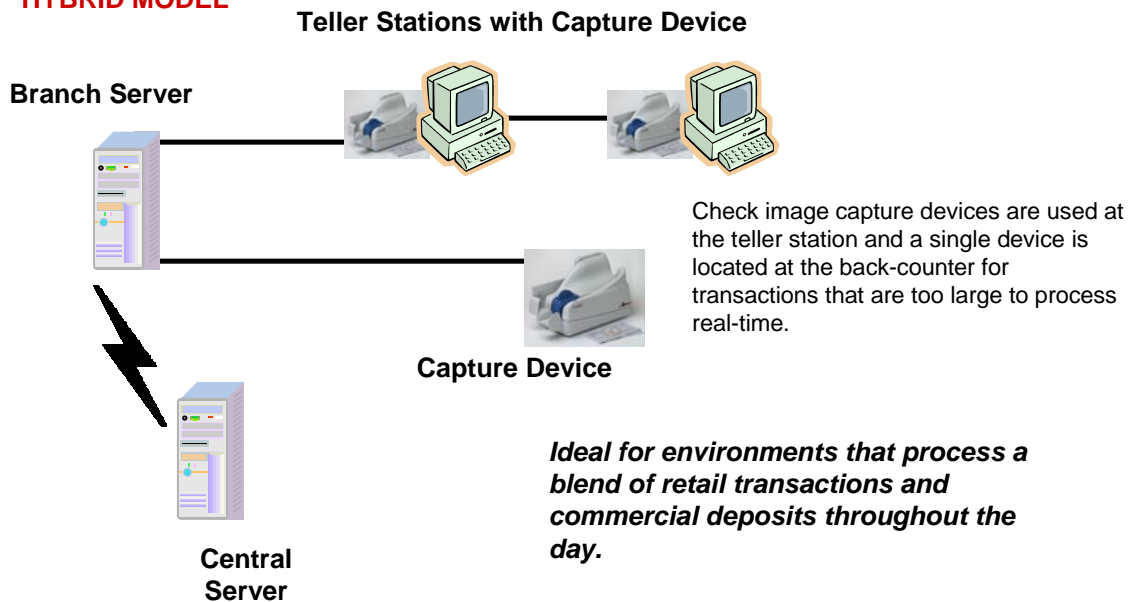 HYBRID MODEL
Teller Stations with Capture Device
Branch Server
Check image capture devices are used at
the teller station and a single device is
located at the back-counter for
transactions that are too large to process
real-time.
Capture Device
Ideal for environments that process a
blend of retail transactions and
commercial deposits throughout the
day.
Central
Server